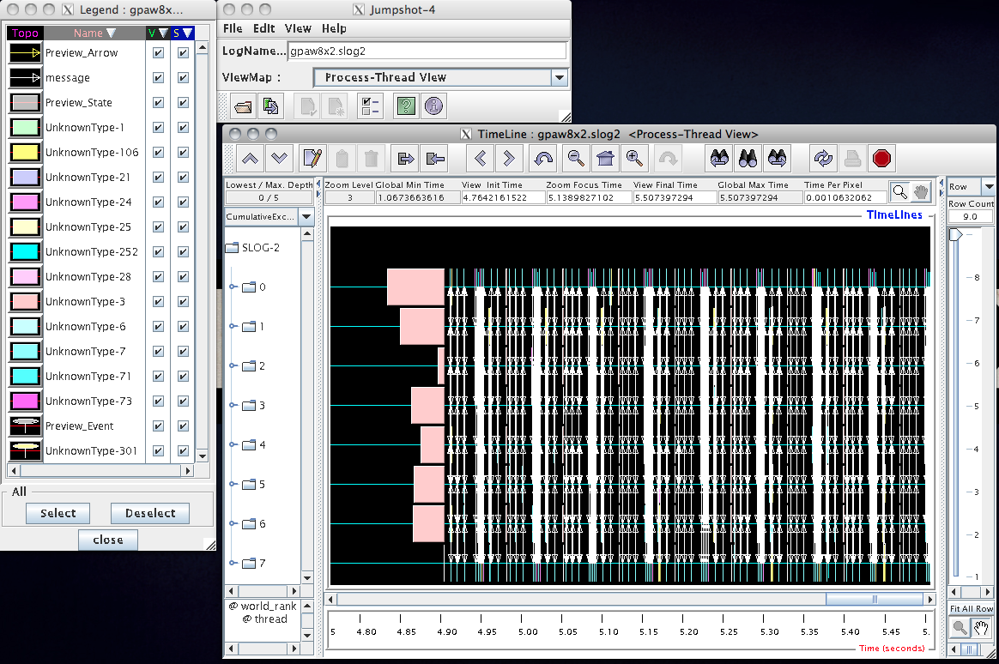 Legend : gpaw8x...
Topo Name V S
Preview_Arrow
message
Preview_State
UnknownType-1
UnknownType-106
UnknownType-21
UnknownType-24
UnknownType-25
UnknownType-252
UnknownType-28
UnknownType-3
UnknownType-6
UnknownType-7
UnknownType-71
UnknownType-73
Preview_Event
UnknownType-301
All
Select Deselect
close
Jumpshot-4
File Edit View Help
LogName... gpaw8x2.slog2
ViewMap : Process-Thread View
TimeLine : gpaw8x2.slog2 <Process-Thread View>
Lowest / Max. Depth Zoom Level Global Min Time View Init Time Zoom Focus Time View Final Time Global Max Time Time Per Pixel
0 / 5 3 1.0673663616 4.7642161522 5.1389827102 5.507397294 5.507397294 0.0010632062
Row
Row Count
9.0
CumulativeExc...
TimeLines
SLOG-2
0
1
2
3
4
5
6
7
8
7
6
5
4
3
2
1
@ world_rank
@ thread
Fit All Row
5 4.80 4.85 4.90 4.95 5.00 5.05 5.10 5.15 5.20 5.25 5.30 5.35 5.40 5.45 5.
Time (seconds)